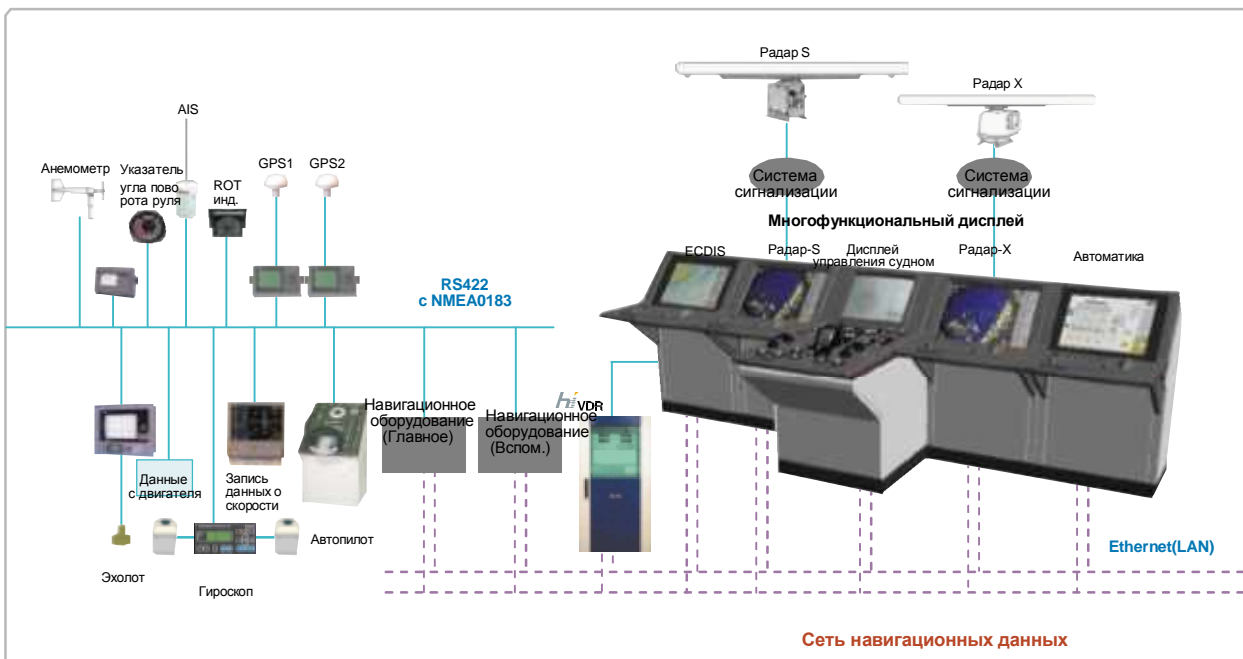 Радар S
Радар X
AIS
Анемометр
Указатель
угла пово
рота руля
ROT
инд.
GPS1
GPS2
Система
сигнализации
Система
сигнализации
Многофункциональный дисплей
ECDIS
Радар-S
Дисплей
управления судном
Радар-X
Автоматика
RS422
с NMEA0183
hi VDR
Навигационное
оборудование
(Главное)
Навигационное
оборудование
(Вспом.)
Данные
с двигателя
Запись
данных о
скорости
Автопилот
Эхолот
Гироскоп
Ethernet(LAN)
Сеть навигационных данных